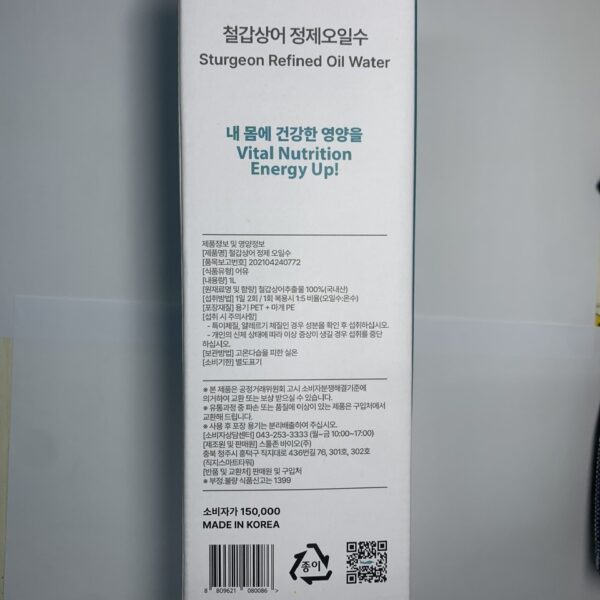 철갑상어 정제오일수
Sturgeon Refined Oil Water
내 몸에 건강한 영양을
Vital Nutrition
Energy Up!
제품정보 및 영양정보
[제품명] 철갑상어 정제 오일수
[품목보고번호] 202104240772
[식품유형] 어유
[내용량] 1L
[원재료명 및 함량] 철갑상어추출물 100%(국내산)
[섭취방법] 1일 2회 / 1회 복용시 1:5 비율(오일수:온수)
[포장재질] 용기 PET + 마개 PE
[섭취 시 주의사항]
- 특이체질, 알레르기 체질인 경우 성분을 확인 후 섭취하십시오.
- 개인의 신체 상태에 따라 이상 증상이 생길 경우 섭취를 중단
하십시오.
[보관방법] 고온다습을 피한 실온
[소비기한] 별도표기
※ 본 제품은 공정거래위원회 고시 소비자분쟁해결기준에
의거하여 교환 또는 보상 받으실 수 있습니다.
※ 유통과정 중 파손 또는 품질에 이상이 있는 제품은 구입처에서
교환해 드립니다.
※ 사용 후 포장 용기는 분리배출하여 주십시오.
[소비자상담센터] 043-253-3333 (월~금 10:00~17:00)
[제조원 및 판매원] 스톨존 바이오(주)
충북 청주시 흥덕구 직지대로 436번길 76, 301호, 302호
(직지스마트타워)
[반품 및 교환처] 판매원 및 구입처
※ 부정.불량 식품신고는 1399
소비자가 150,000
MADE IN KOREA
종이
8 809621 080086 >